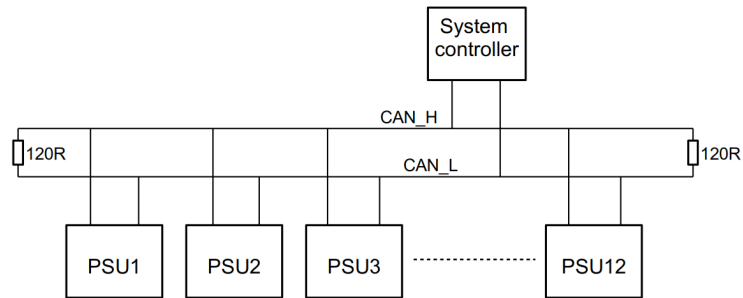 System
controller
CAN_H
120R
CAN_L
120R
PSU1
PSU2
PSU3
PSU12